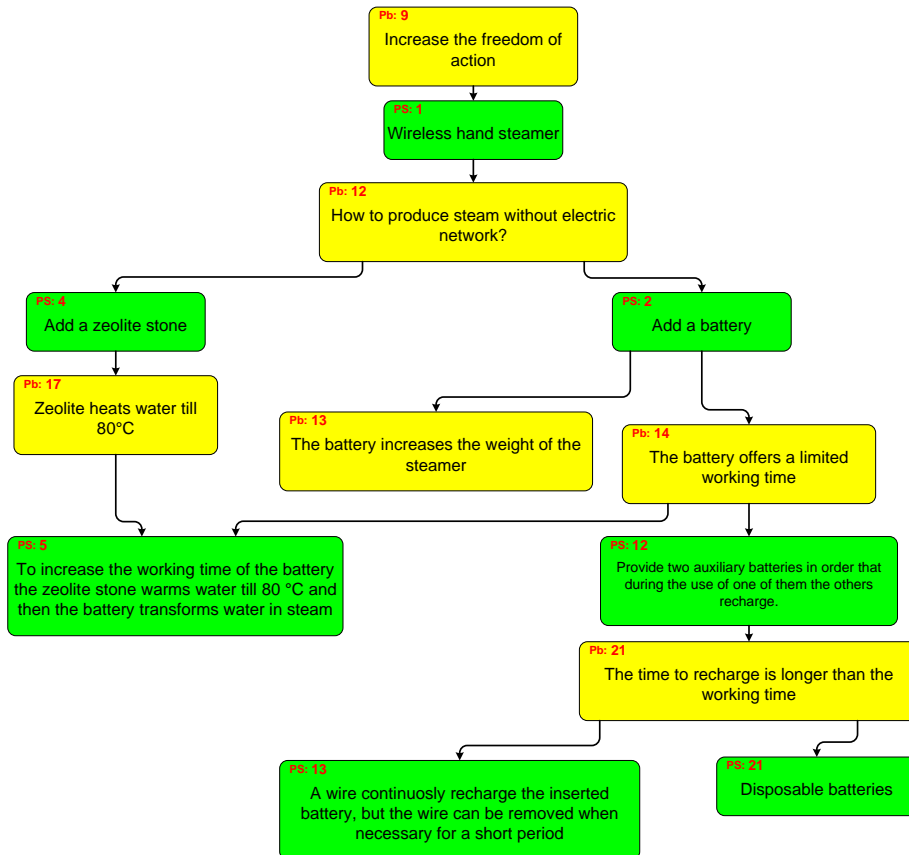 Pb: 9
Increase the freedom of
action
PS: 1
Wireless hand steamer
Pb: 12
How to produce steam without electric
network?
PS: 4
Add a zeolite stone
PS: 2
Add a battery
Pb: 17
Zeolite heats water till
80°C
Pb: 13
The battery increases the weight of the
steamer
Pb: 14
The battery offers a limited
working time
PS: 5
To increase the working time of the battery
the zeolite stone warms water till 80 °C and
then the battery transforms water in steam
PS: 12
Provide two auxiliary batteries in order that
during the use of one of them the others
recharge.
Pb: 21
The time to recharge is longer than the
working time
PS: 13
A wire continuosly recharge the inserted
battery, but the wire can be removed when
necessary for a short period
PS: 21
Disposable batteries